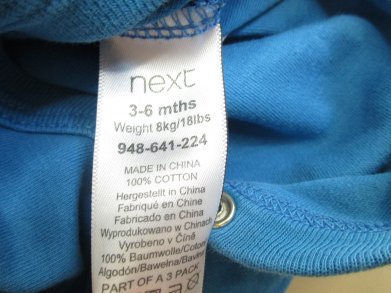 next
3-6 mths
Weight 8kg/18lbs
948-641-224
MADE IN CHINA
100% COTTON
Hergestellt in China
Fabriqué en Chine
Fabricado en China
Wyprodukowano w Chinach
Vyrobeno v Číně
100% Baumwolle/Coton
Algodón/Bawełna/Bavlna
PART OF A 3 PACK